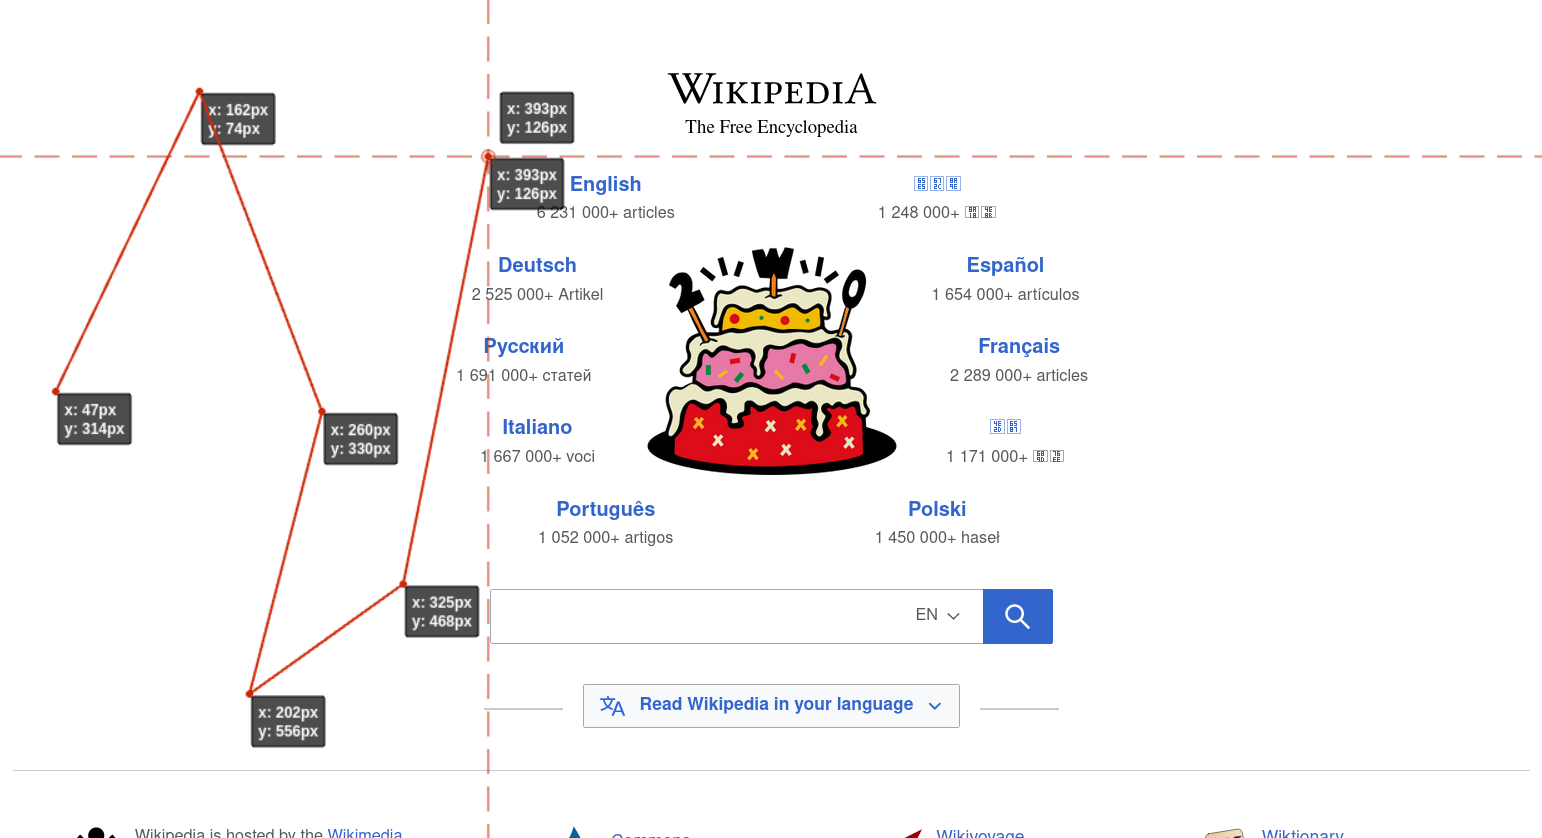 WIKIPEDIA
The Free Encyclopedia
x: 162px
y: 74px
x: 393px
y: 126px
x: 393px
y: 126px
English
6 231 000+ articles
1 248 000+
Deutsch
2 525 000+ Artikel
Español
1 654 000+ artículos
2 W 0
Русский
1 691 000+ статей
Français
2 289 000+ articles
x: 47px
y: 314px
x: 260px
y: 330px
Italiano
1 667 000+ voci
1 171 000+
Português
1 052 000+ artigos
Polski
1 450 000+ haseł
x: 325px
y: 468px
EN
x: 202px
y: 556px
Read Wikipedia in your language
Wikipedia is hosted by the Wikimedia
Commons
Wikivoyage
Wiktionary